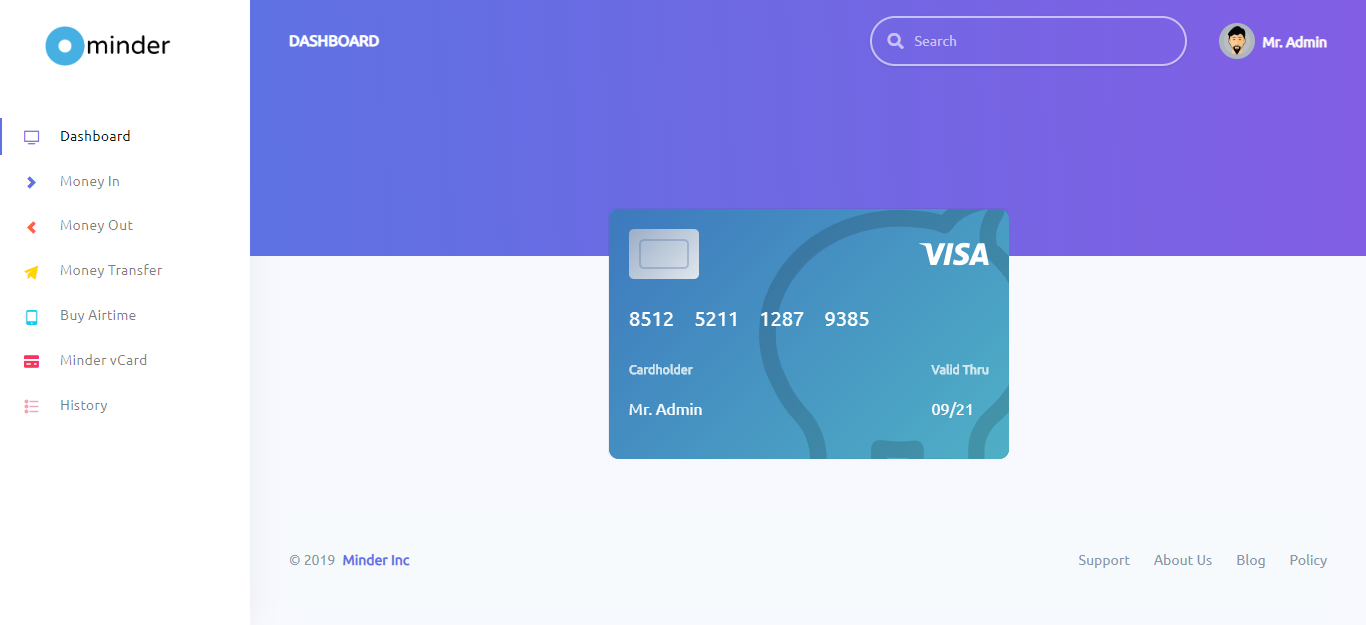 minder
DASHBOARD
Search
Mr. Admin
Dashboard
Money In
Money Out
Money Transfer
Buy Airtime
Minder vCard
History
VISA
8512 5211 1287 9385
Cardholder Valid Thru
Mr. Admin 09/21
© 2019 Minder Inc
Support About Us Blog Policy